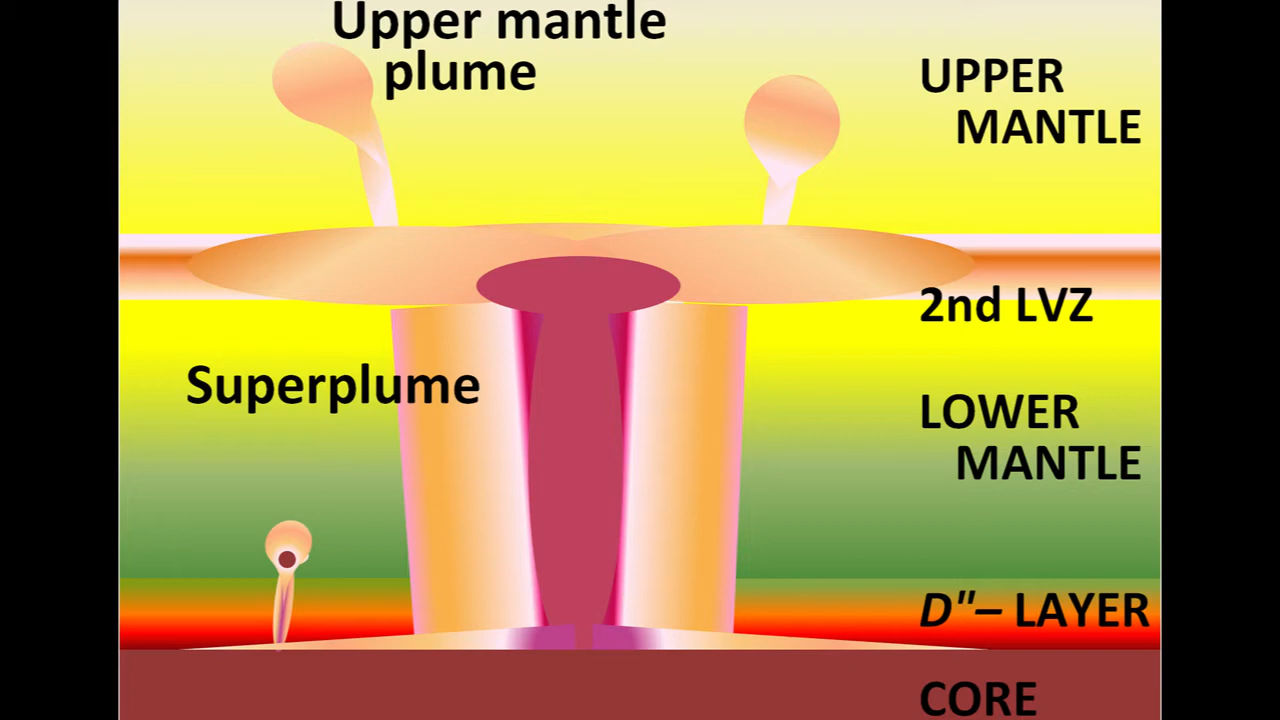 Upper mantle
plume
UPPER
MANTLE
2nd LVZ
Superplume
LOWER
MANTLE
D"– LAYER
CORE